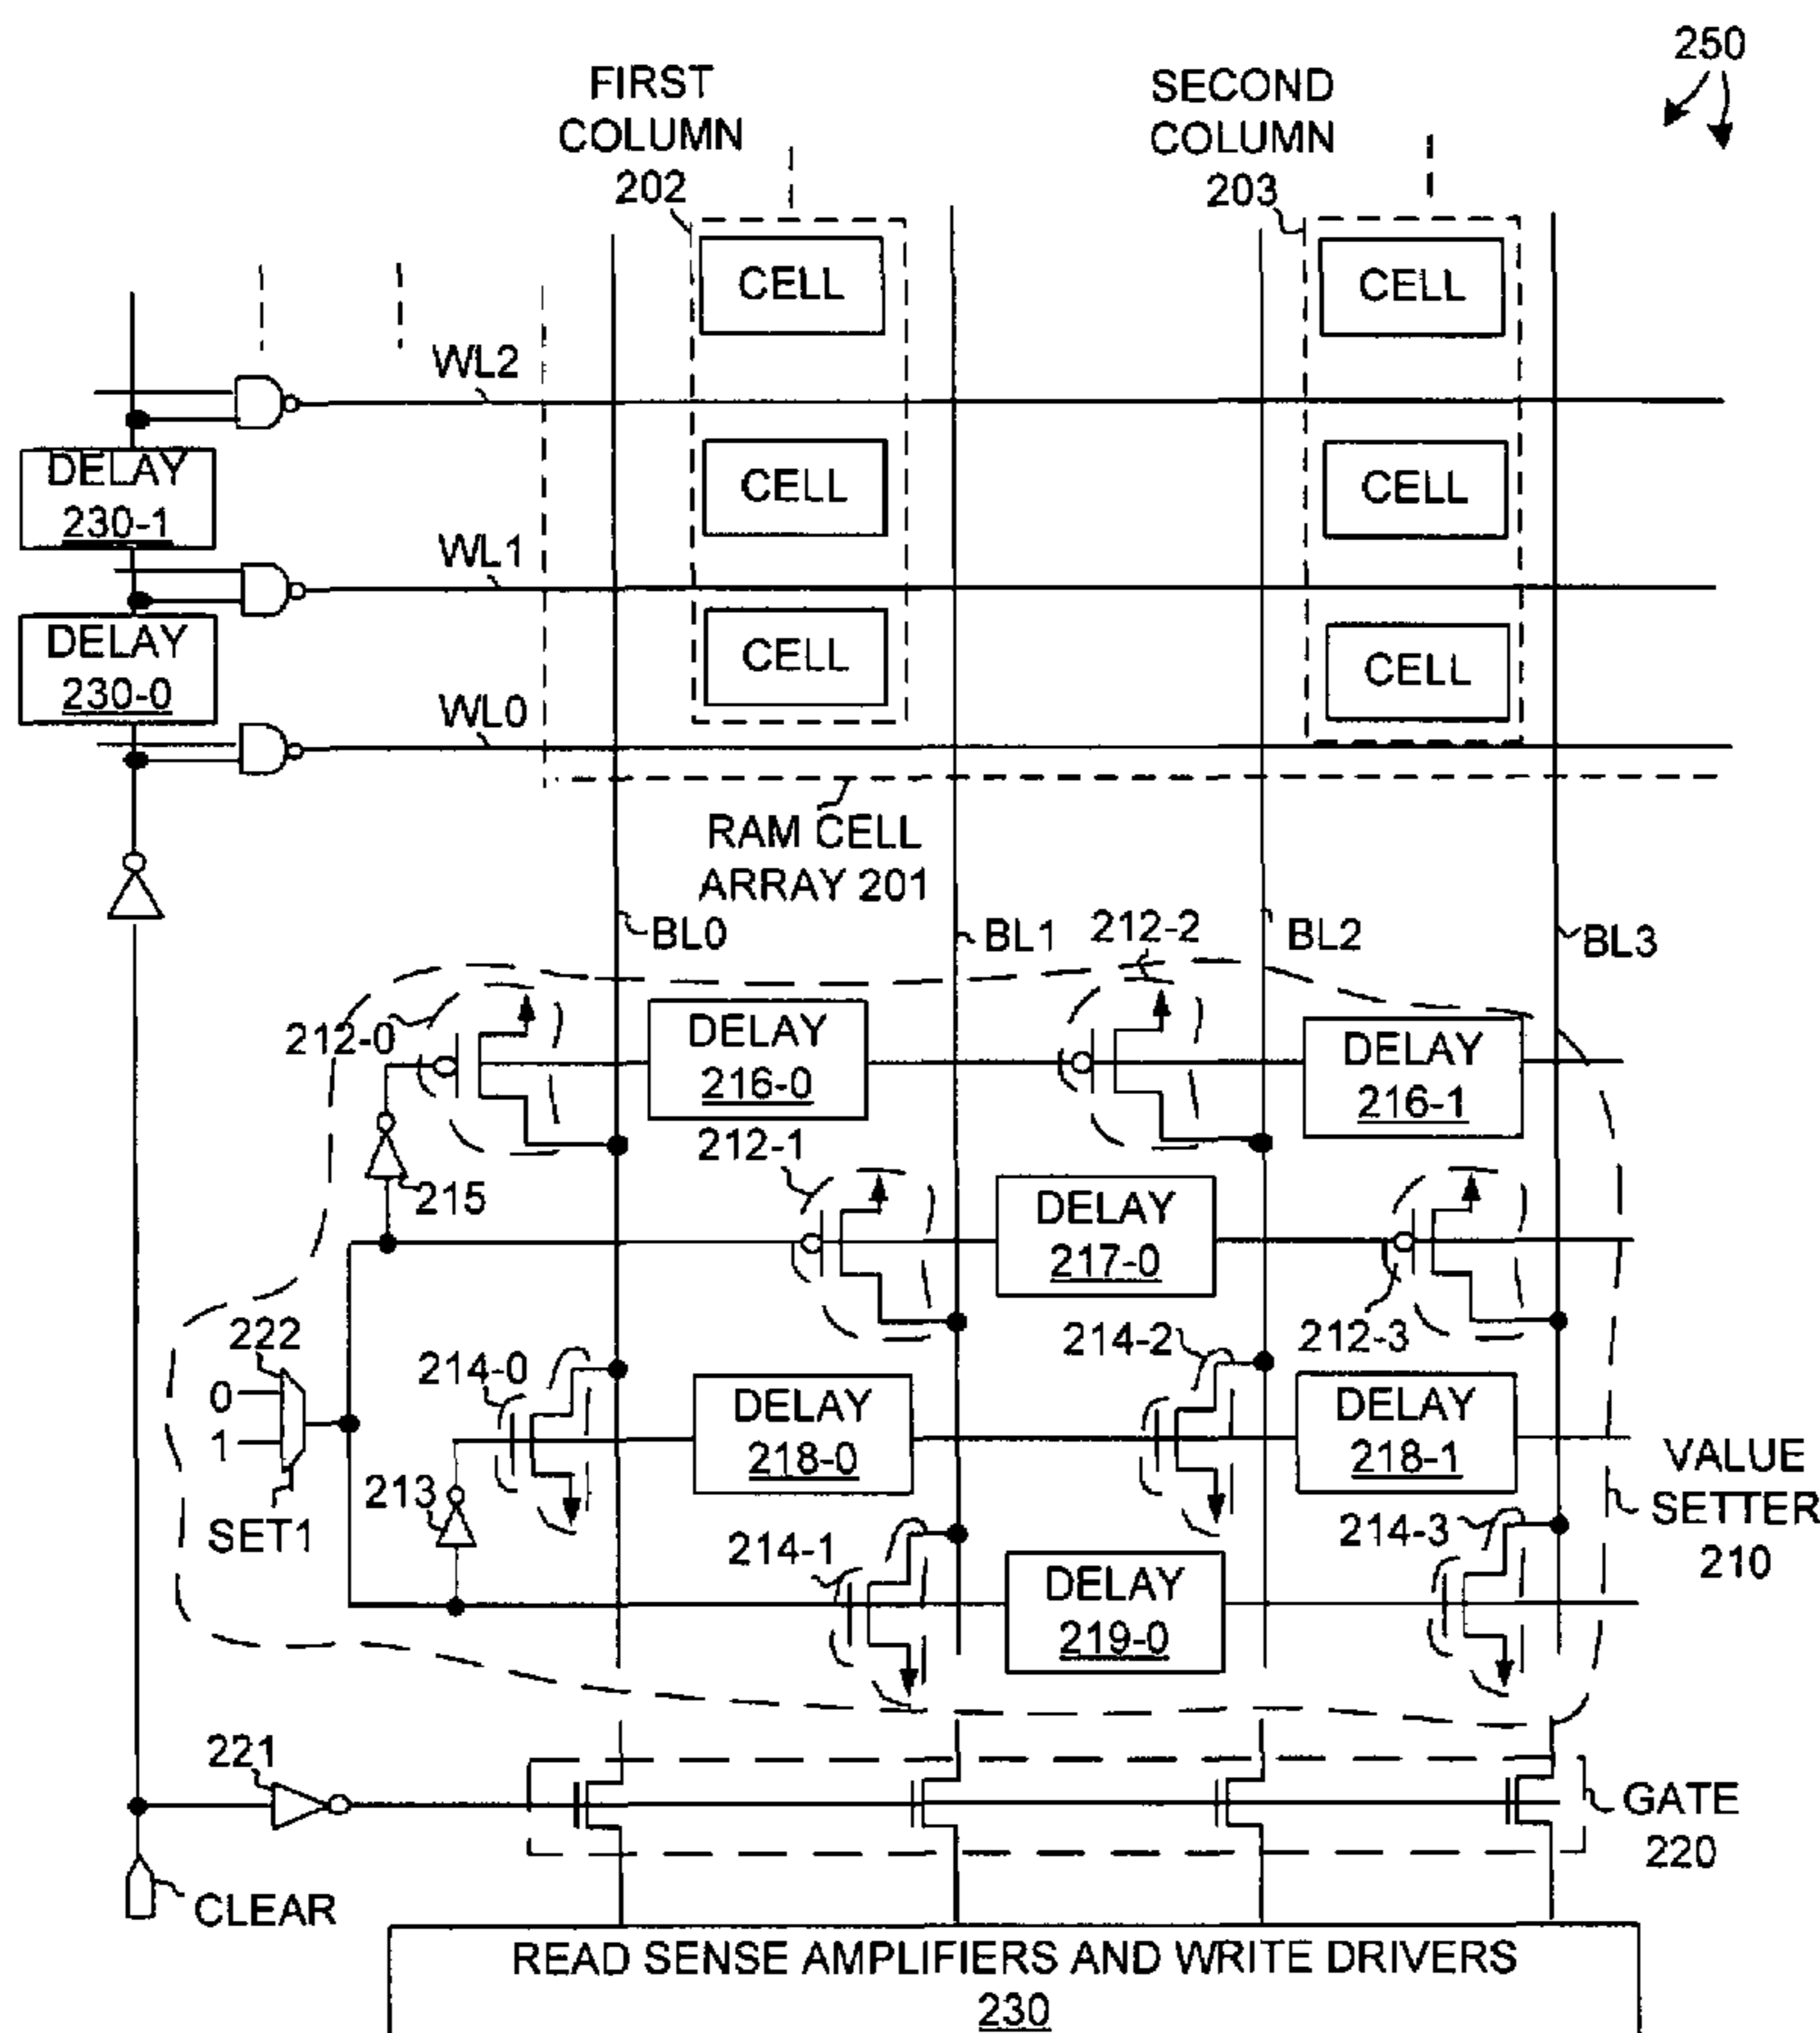 250
FIRST
COLUMN
202
SECOND
COLUMN
203
CELL
CELL
WL2
DELAY
230-1
CELL
CELL
WL1
DELAY
230-0
CELL
CELL
WL0
RAM CELL
ARRAY 201
BL0
BL1
212-2
BL2
BL3
212-0
DELAY
216-0
DELAY
216-1
212-1
215
DELAY
217-0
222
214-0
214-2
212-3
0
1
DELAY
218-0
DELAY
218-1
213
SET1
VALUE
SETTER
210
214-1
214-3
DELAY
219-0
221
GATE
220
CLEAR
READ SENSE AMPLIFIERS AND WRITE DRIVERS
230